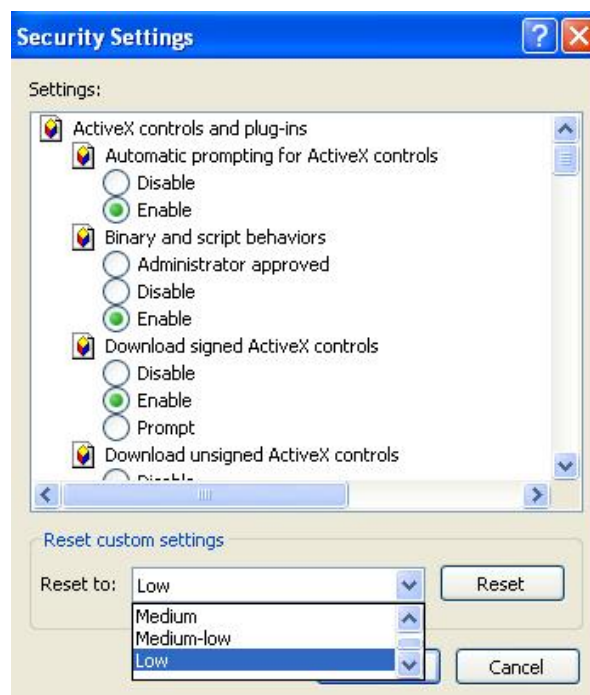 Security Settings
Settings:
ActiveX controls and plug-ins
Automatic prompting for ActiveX controls
Disable
Enable
Binary and script behaviors
Administrator approved
Disable
Enable
Download signed ActiveX controls
Disable
Enable
Prompt
Download unsigned ActiveX controls
Disable
Reset custom settings
Reset to: Low Reset
Medium
Medium-low
Low
Cancel